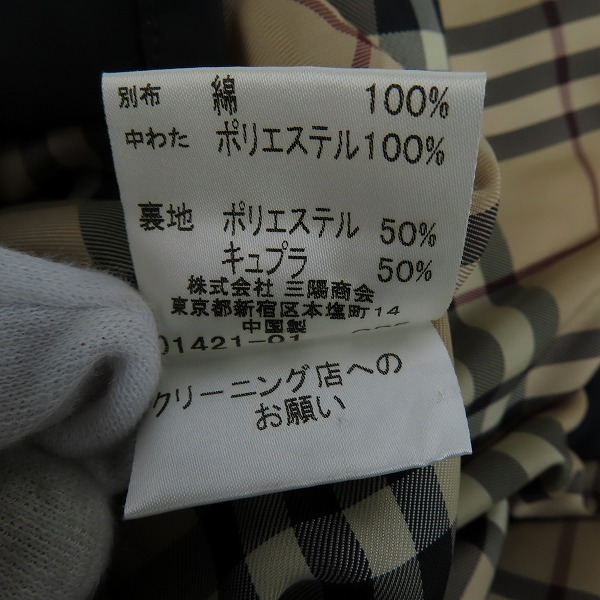 別布 綿 100%
中わた ポリエステル100%
裏地 ポリエステル 50%
キュプラ 50%
株式会社 三陽商会
東京都新宿区本塩町14
中国製
01421-01
クリーニング店への
お願い